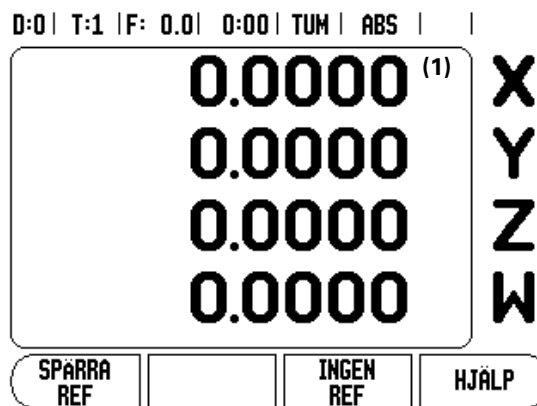 D:0 | T:1 | F: 0.0 | 0:00 | TUM | ABS | |
0.0000 (1) X
0.0000 Y
0.0000 Z
0.0000 W
SPÄRRA REF
INGEN REF
HJÄLP